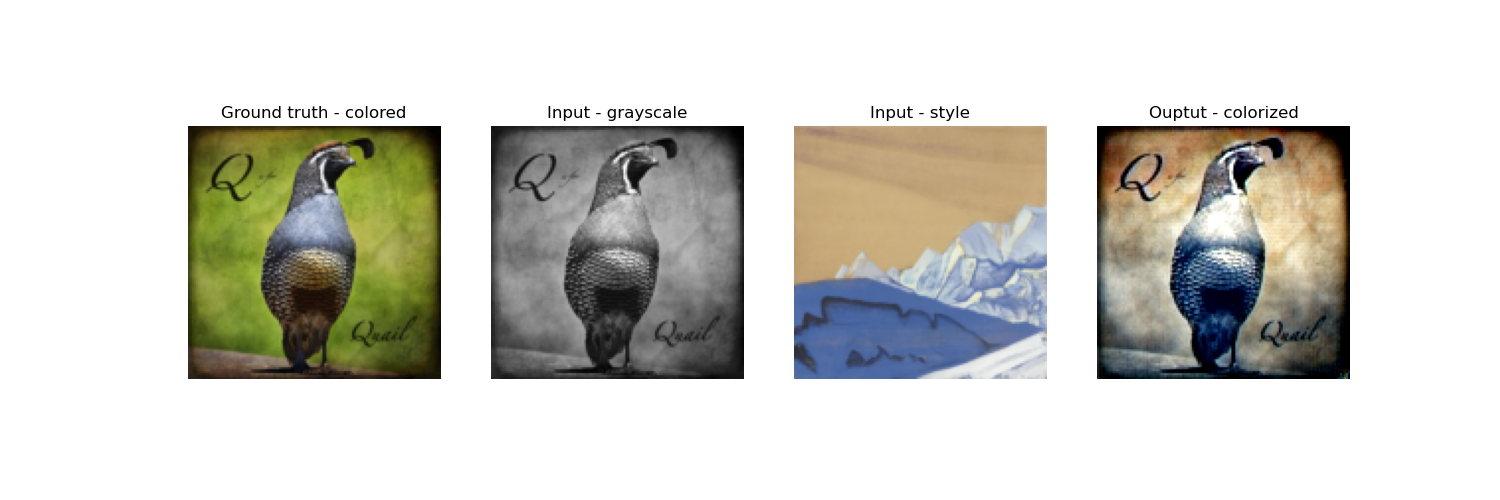 Ground truth - colored
Input - grayscale
Input - style
Ouptut - colorized
Q
Q
Q
Quail
Quail
Quail